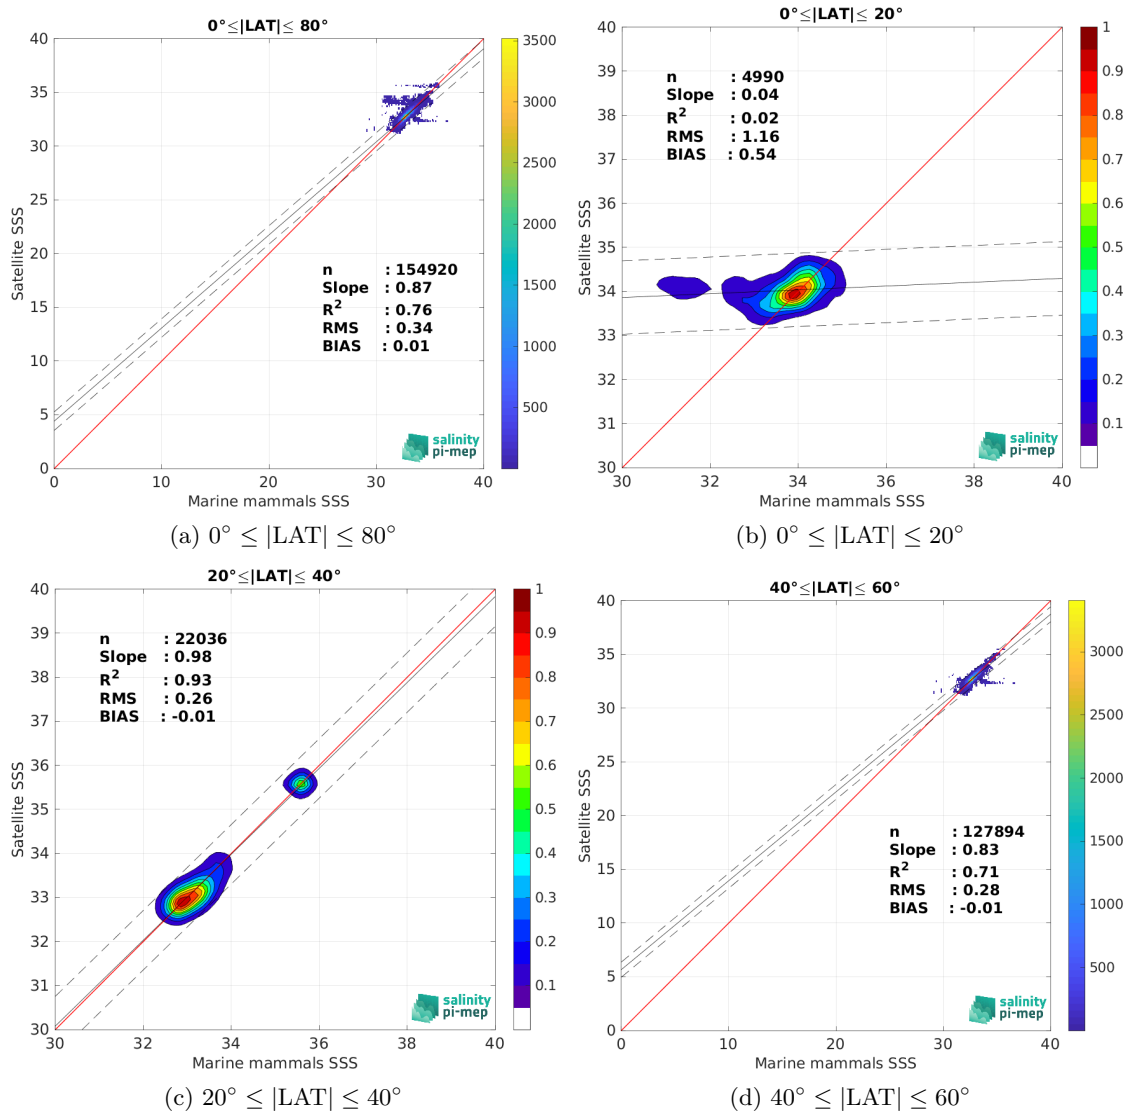 0°≤|LAT|≤ 80°
Satellite SSS
40
35
30
25
20
15
10
5
0
0 10 20 30 40
Marine mammals SSS
n : 154920
Slope : 0.87
R² : 0.76
RMS : 0.34
BIAS : 0.01
salinity
pi-mep
3500
3000
2500
2000
1500
1000
500
(a) 0° ≤ |LAT| ≤ 80°
0°≤|LAT|≤ 20°
Satellite SSS
40
39
38
37
36
35
34
33
32
31
30
30 32 34 36 38 40
Marine mammals SSS
n : 4990
Slope : 0.04
R² : 0.02
RMS : 1.16
BIAS : 0.54
salinity
pi-mep
1
0.9
0.8
0.7
0.6
0.5
0.4
0.3
0.2
0.1
(b) 0° ≤ |LAT| ≤ 20°
20°≤|LAT|≤ 40°
Satellite SSS
40
39
38
37
36
35
34
33
32
31
30
30 32 34 36 38 40
Marine mammals SSS
n : 22036
Slope : 0.98
R² : 0.93
RMS : 0.26
BIAS : -0.01
salinity
pi-mep
1
0.9
0.8
0.7
0.6
0.5
0.4
0.3
0.2
0.1
(c) 20° ≤ |LAT| ≤ 40°
40°≤|LAT|≤ 60°
Satellite SSS
40
35
30
25
20
15
10
5
0
0 10 20 30 40
Marine mammals SSS
n : 127894
Slope : 0.83
R² : 0.71
RMS : 0.28
BIAS : -0.01
salinity
pi-mep
3000
2500
2000
1500
1000
500
(d) 40° ≤ |LAT| ≤ 60°